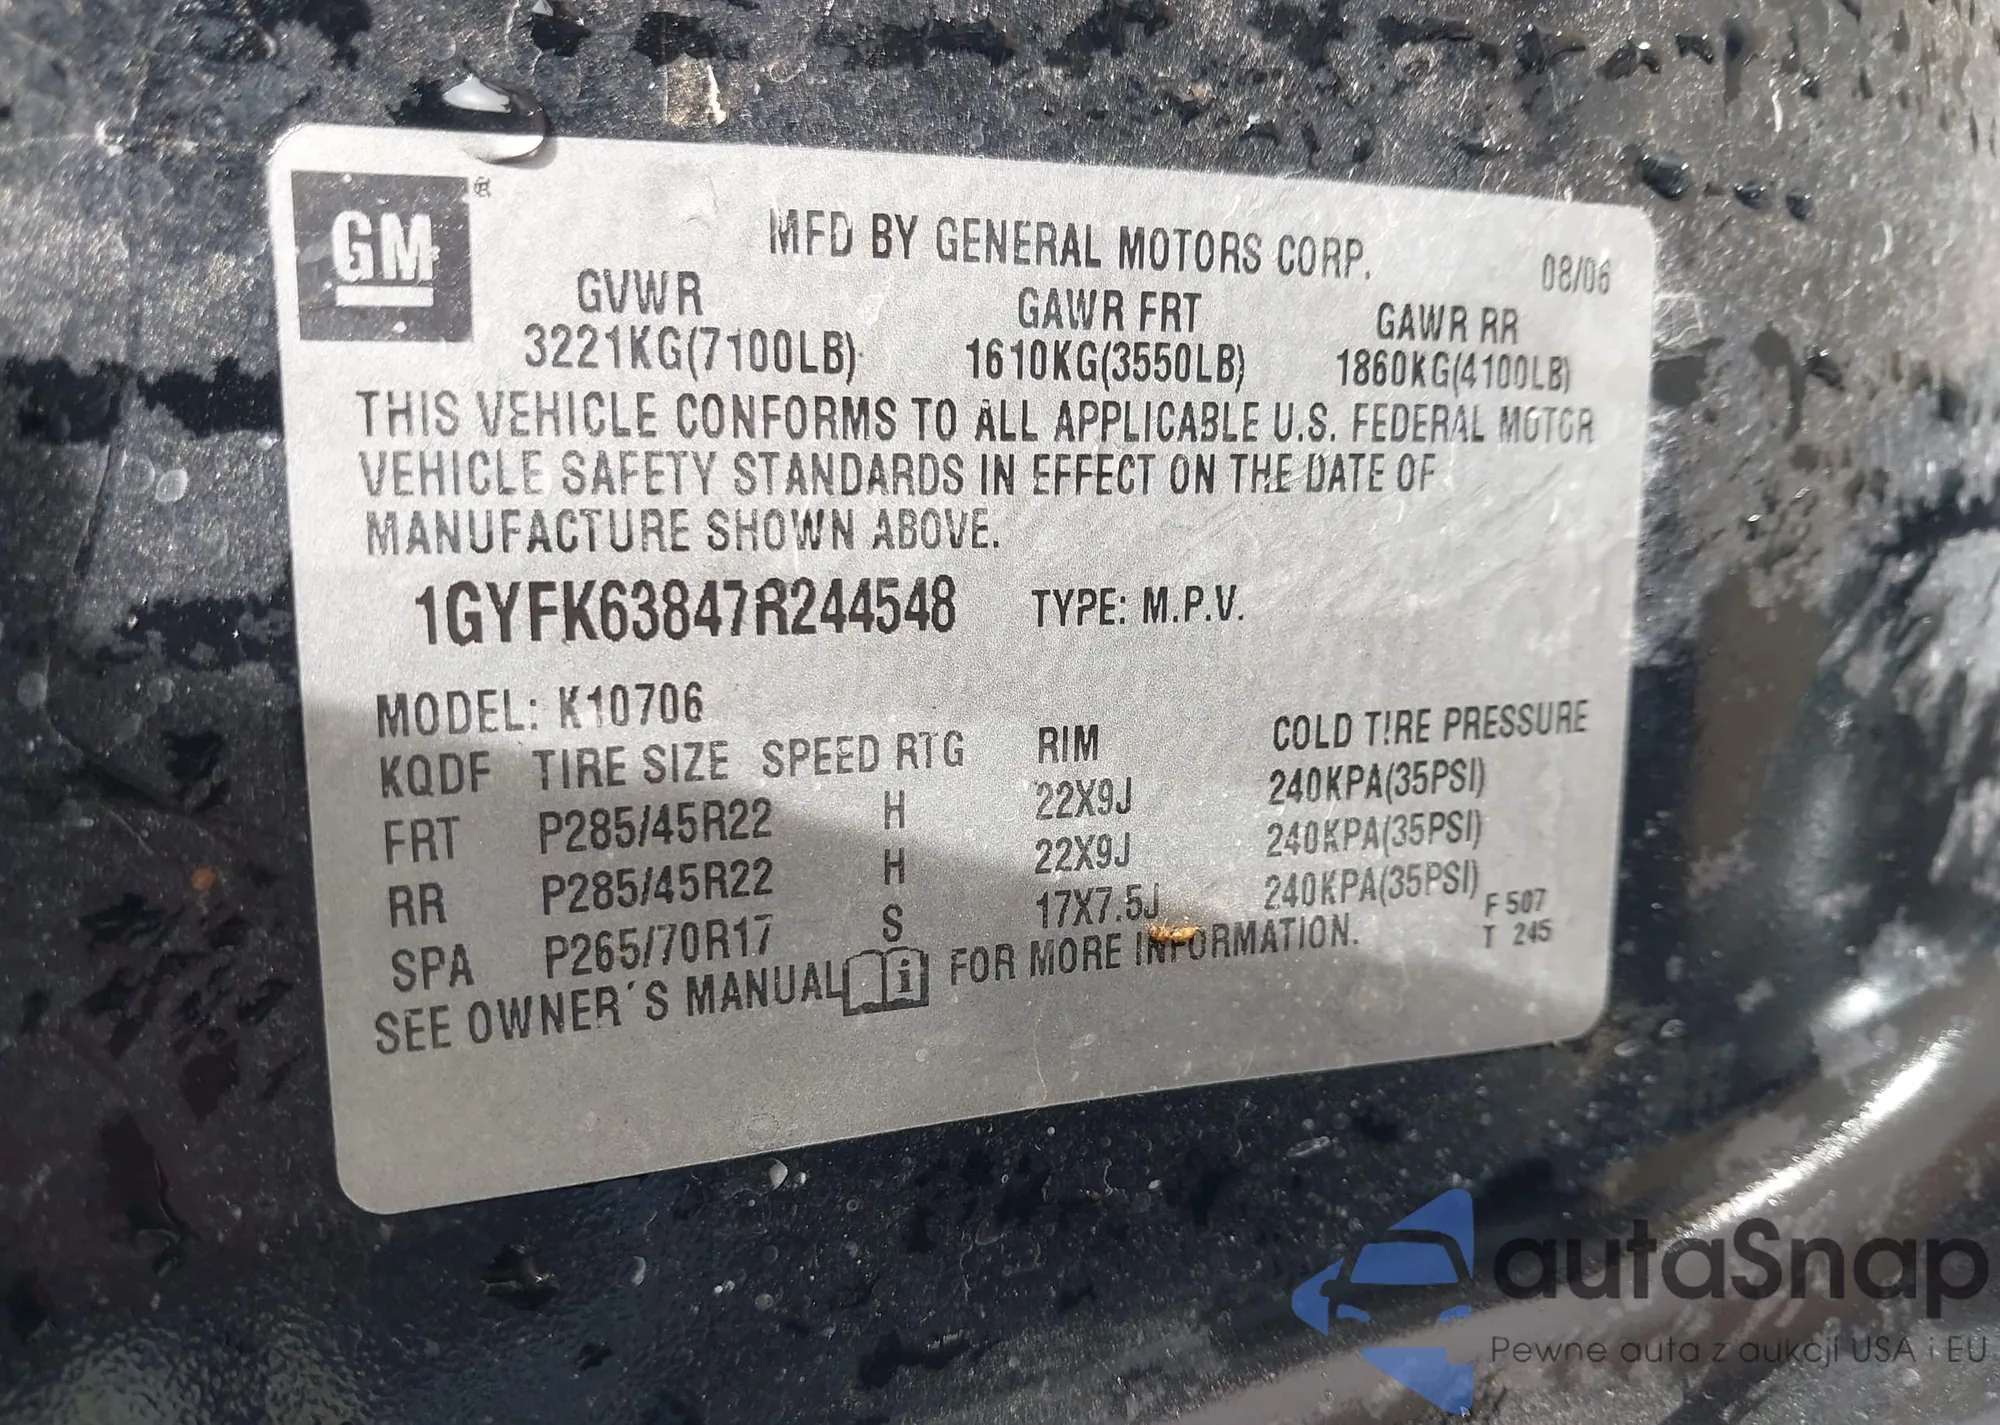 GM ®
MFD BY GENERAL MOTORS CORP. 08/06
GVWR GAWR FRT GAWR RR
3221KG(7100LB) 1610KG(3550LB) 1860KG(4100LB)
THIS VEHICLE CONFORMS TO ALL APPLICABLE U.S. FEDERAL MOTOR
VEHICLE SAFETY STANDARDS IN EFFECT ON THE DATE OF
MANUFACTURE SHOWN ABOVE.
1GYFK63847R244548 TYPE: M.P.V.
MODEL: K10706
KQDF TIRE SIZE SPEED RTG RIM COLD TIRE PRESSURE
FRT P285/45R22 H 22X9J 240KPA(35PSI)
RR P285/45R22 H 22X9J 240KPA(35PSI)
SPA P265/70R17 S 17X7.5J 240KPA(35PSI) F 507
SEE OWNER'S MANUAL i FOR MORE INFORMATION. T 245
autaSnap
Pewne auta z aukcji USA i EU